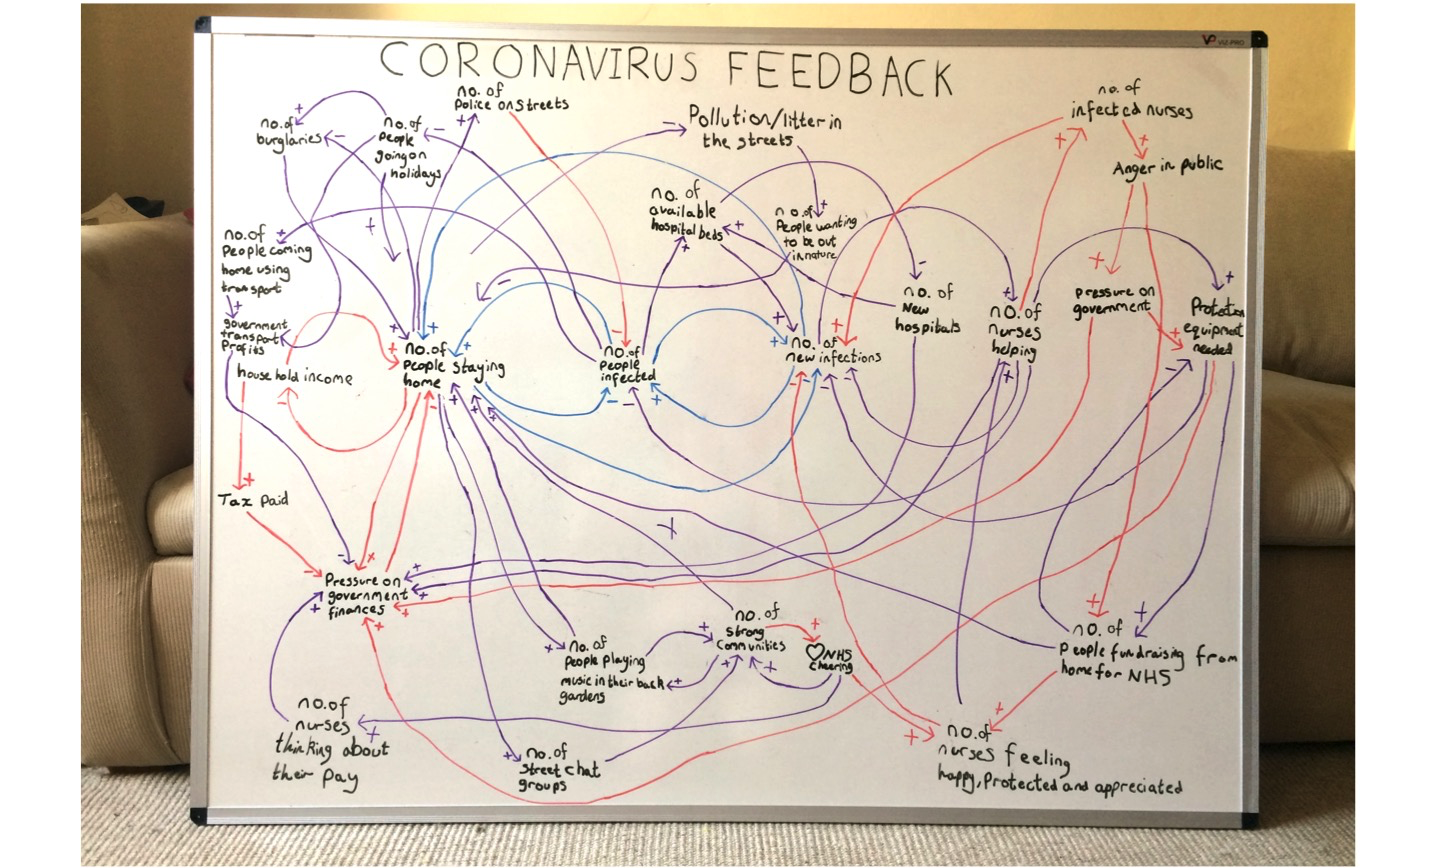 VP VIZ-PRO
CORONAVIRUS FEEDBACK
no. of
Police on streets
no. of
infected nurses
no. of
burglaries
no. of
People
going on
holidays
Pollution/litter in
the streets
Anger in public
no. of
available
hospital beds
no. of
People wanting
to be out
in nature
no. of
People coming
home using
transport
government
transport
Profits
house hold income
no. of
People staying
home
no. of
People
infected
no. of
new infections
no. of
New
hospitals
no. of
nurses
helping
pressure on
government
Protection
equipment
needed
Tax paid
Pressure on
government
finances
no. of
People playing
music in their back
gardens
no. of
strong
communities
♡NHS
cheering
no. of
People fundraising from
home for NHS
no. of
nurses
thinking about
their pay
no. of
Street chat
groups
no. of
nurses feeling
happy, Protected and appreciated